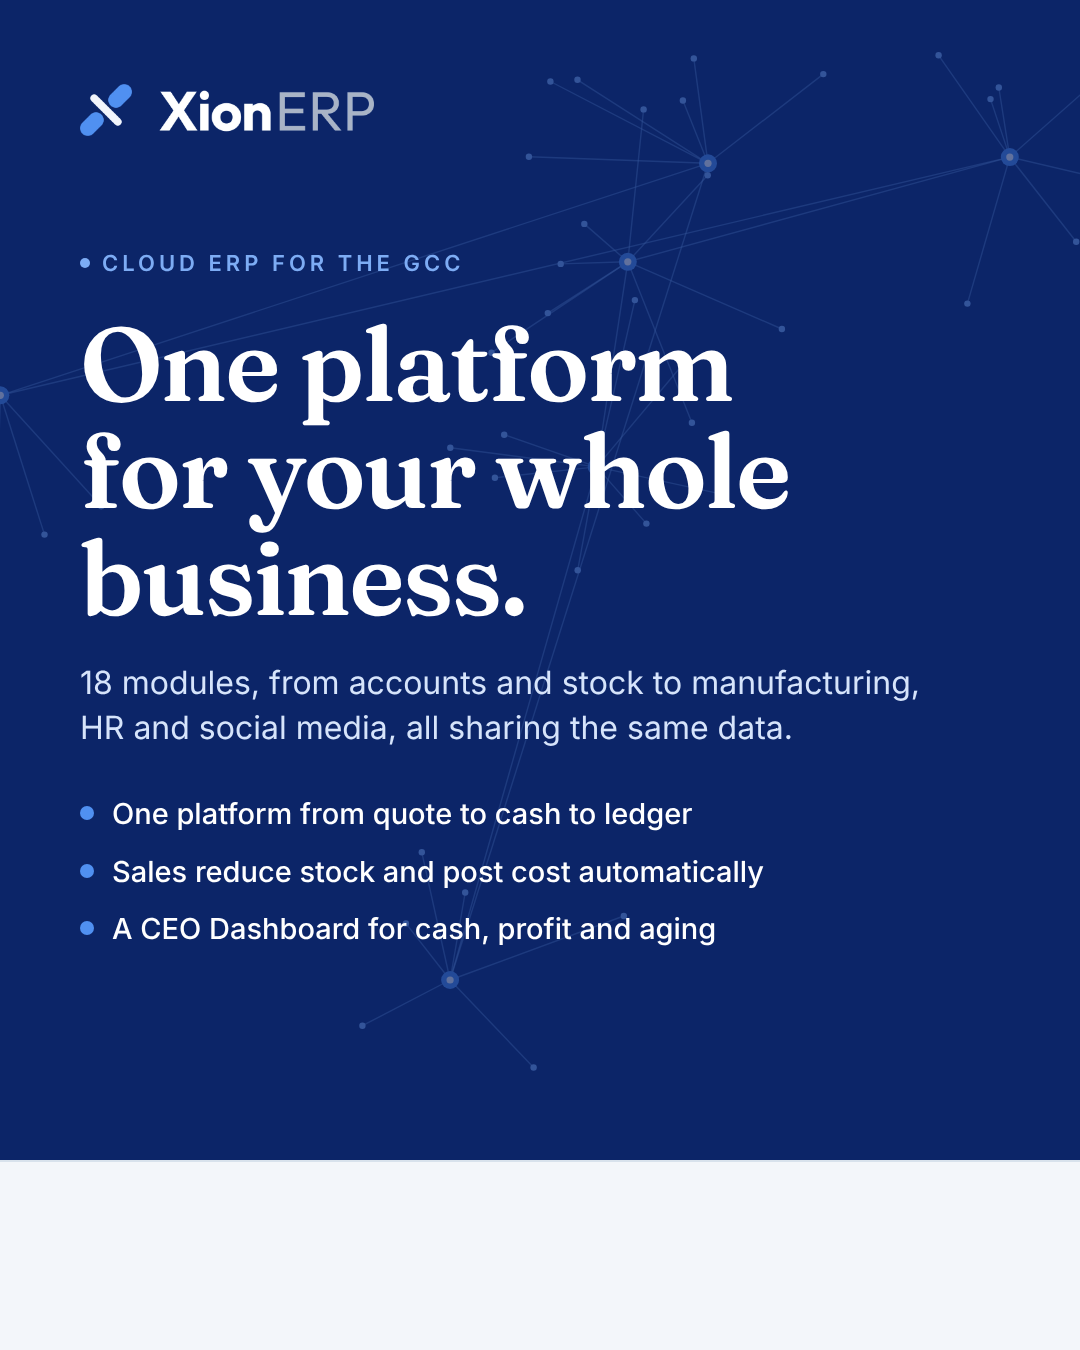 XionERP
CLOUD ERP FOR THE GCC
One platform
for your whole
business.
18 modules, from accounts and stock to manufacturing,
HR and social media, all sharing the same data.
One platform from quote to cash to ledger
Sales reduce stock and post cost automatically
A CEO Dashboard for cash, profit and aging